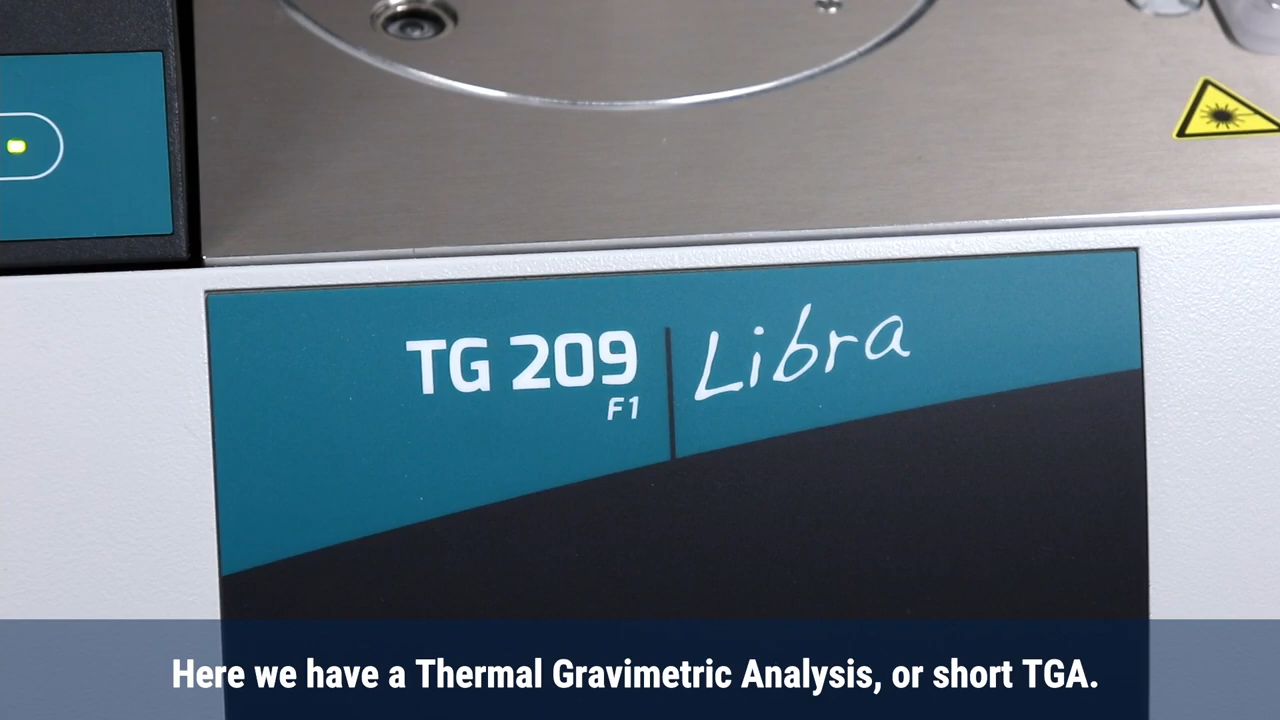 TG 209 Libra
F1
Here we have a Thermal Gravimetric Analysis, or short TGA.